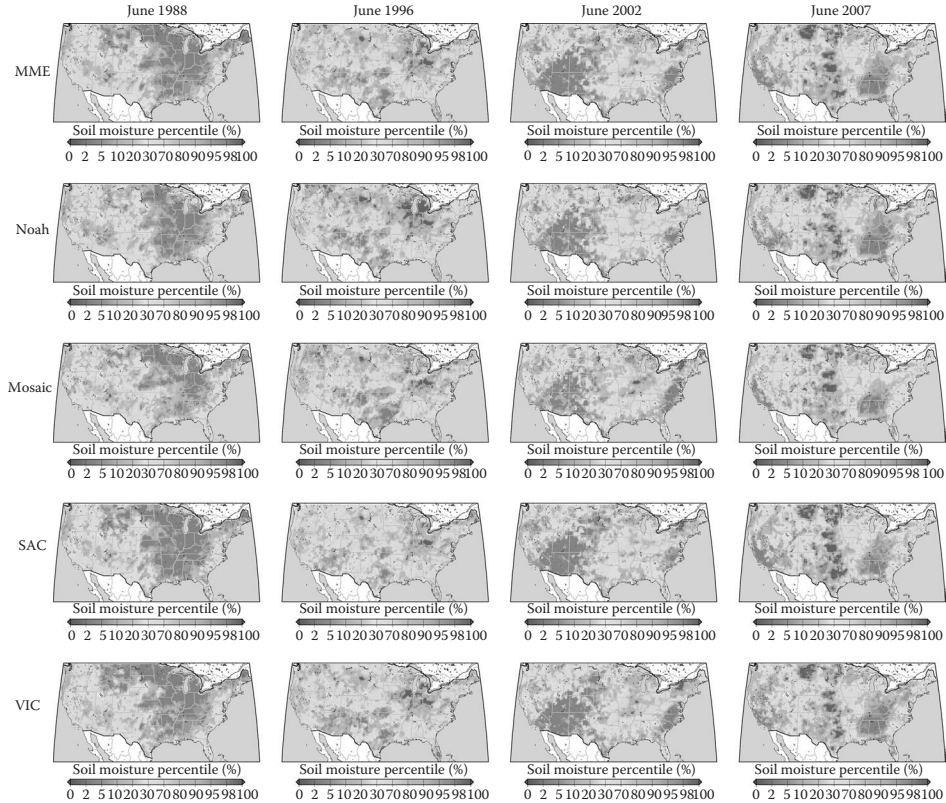 June 1988 June 1996 June 2002 June 2007
MME
Soil moisture percentile (%) Soil moisture percentile (%) Soil moisture percentile (%) Soil moisture percentile (%)
0 2 5 10 20 30 70 80 90 95 98 100 0 2 5 10 20 30 70 80 90 95 98 100 0 2 5 10 20 30 70 80 90 95 98 100 0 2 5 10 20 30 70 80 90 95 98 100
Noah
Soil moisture percentile (%) Soil moisture percentile (%) Soil moisture percentile (%) Soil moisture percentile (%)
0 2 5 10 20 30 70 80 90 95 98 100 0 2 5 10 20 30 70 80 90 95 98 100 0 2 5 10 20 30 70 80 90 95 98 100 0 2 5 10 20 30 70 80 90 95 98 100
Mosaic
Soil moisture percentile (%) Soil moisture percentile (%) Soil moisture percentile (%) Soil moisture percentile (%)
0 2 5 10 20 30 70 80 90 95 98 100 0 2 5 10 20 30 70 80 90 95 98 100 0 2 5 10 20 30 70 80 90 95 98 100 0 2 5 10 20 30 70 80 90 95 98 100
SAC
Soil moisture percentile (%) Soil moisture percentile (%) Soil moisture percentile (%) Soil moisture percentile (%)
0 2 5 10 20 30 70 80 90 95 98 100 0 2 5 10 20 30 70 80 90 95 98 100 0 2 5 10 20 30 70 80 90 95 98 100 0 2 5 10 20 30 70 80 90 95 98 100
VIC
Soil moisture percentile (%) Soil moisture percentile (%) Soil moisture percentile (%) Soil moisture percentile (%)
0 2 5 10 20 30 70 80 90 95 98 100 0 2 5 10 20 30 70 80 90 95 98 100 0 2 5 10 20 30 70 80 90 95 98 100 0 2 5 10 20 30 70 80 90 95 98 100